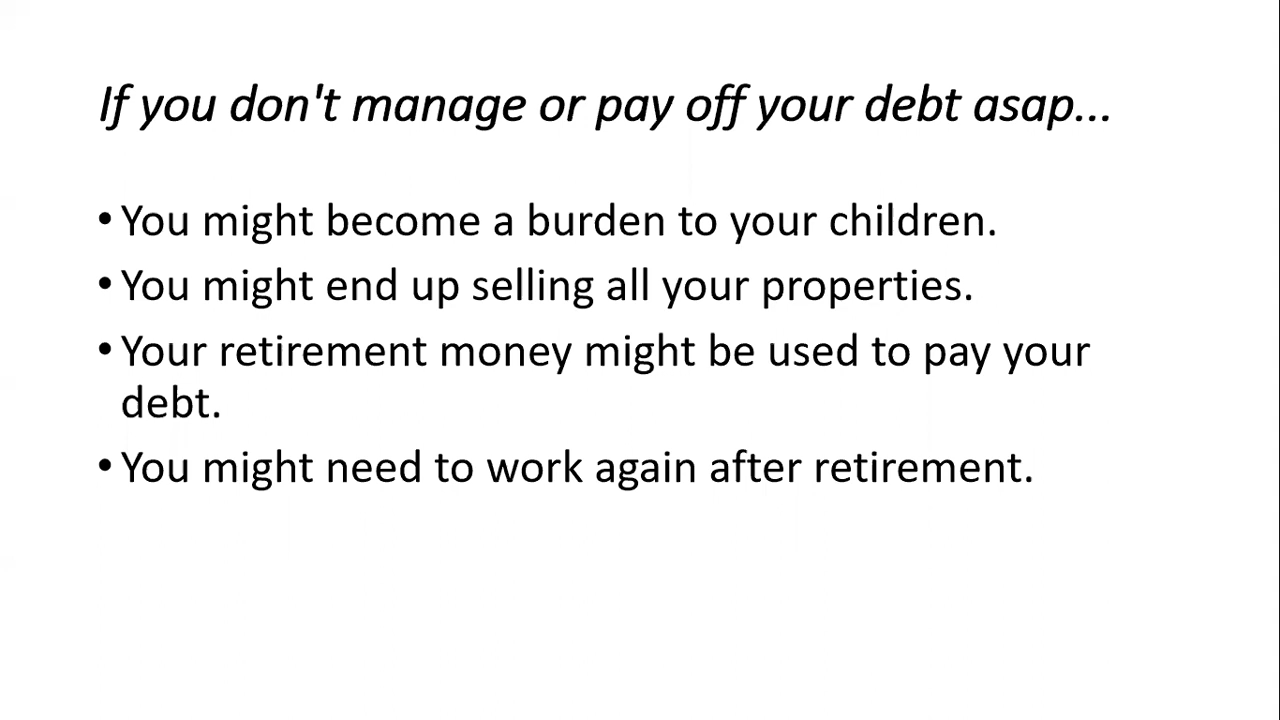 If you don't manage or pay off your debt asap...
•You might become a burden to your children.
•You might end up selling all your properties.
•Your retirement money might be used to pay your
debt.
•You might need to work again after retirement.